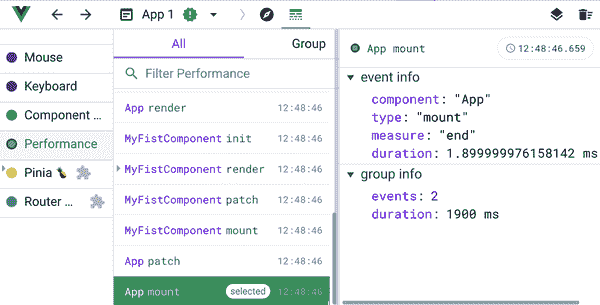 App 1
Mouse
Keyboard
Component ...
Performance
Pinia
Router ...
All
Group
Filter Performance
App render 12:48:46
MyFistComponent init 12:48:46
MyFistComponent render 12:48:46
MyFistComponent patch 12:48:46
MyFistComponent mount 12:48:46
App patch 12:48:46
App mount selected 12:48:46
App mount 12:48:46.659
event info
component: "App"
type: "mount"
measure: "end"
duration: 1.899999976158142 ms
group info
events: 2
duration: 1900 ms